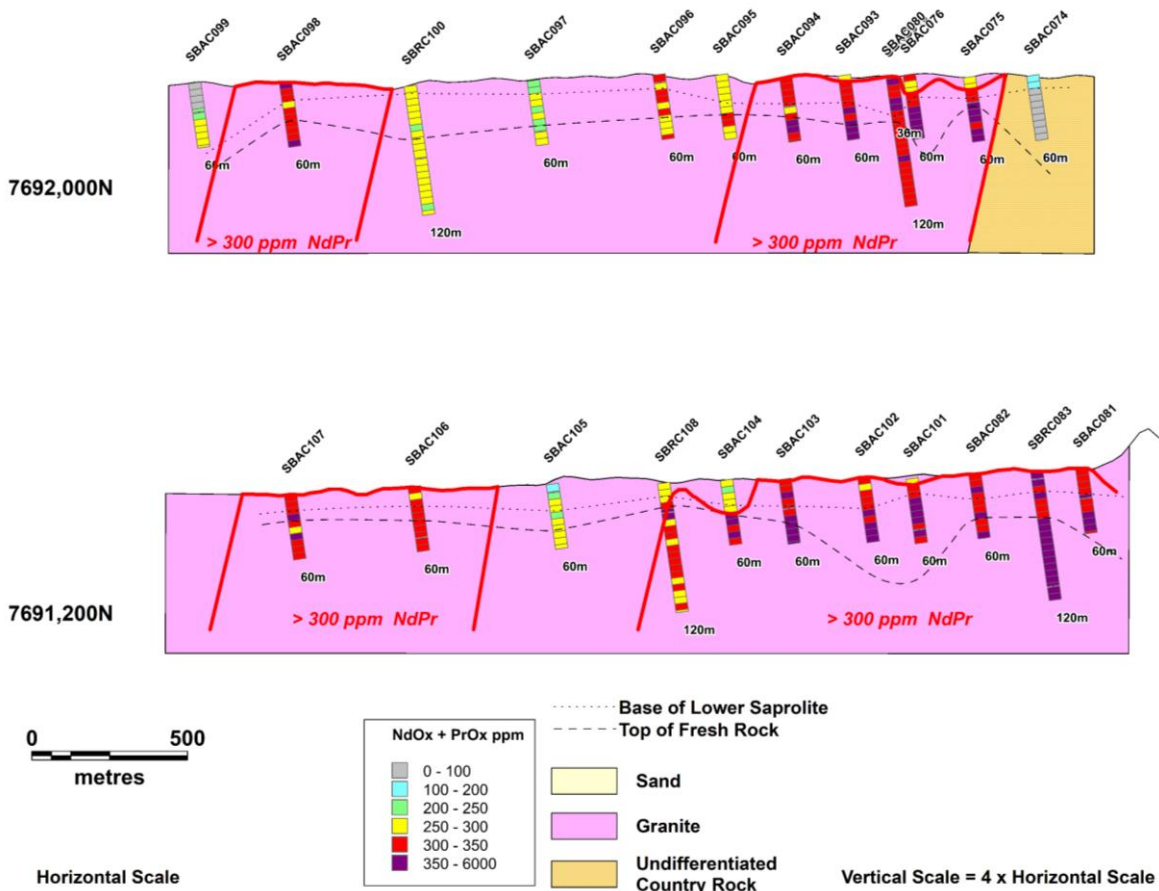 SBAC099
SBAC098
SBRC100
SBAC097
SBAC096
SBAC095
SBAC094
SBAC093
SBAC080
SBAC076
SBAC075
SBAC074
7692,000N
60m
60m
120m
60m
60m
60m
60m
60m
36m
60m
120m
60m
60m
> 300 ppm NdPr
> 300 ppm NdPr
SBAC107
SBAC106
SBAC105
SBRC108
SBAC104
SBAC103
SBAC102
SBAC101
SBAC082
SBRC083
SBAC081
7691,200N
60m
60m
60m
120m
60m
60m
60m
60m
60m
120m
60m
> 300 ppm NdPr
> 300 ppm NdPr
0 500
metres
Horizontal Scale
NdOx + PrOx ppm
0 - 100
100 - 200
200 - 250
250 - 300
300 - 350
350 - 6000
Base of Lower Saprolite
Top of Fresh Rock
Sand
Granite
Undifferentiated
Country Rock
Vertical Scale = 4 x Horizontal Scale